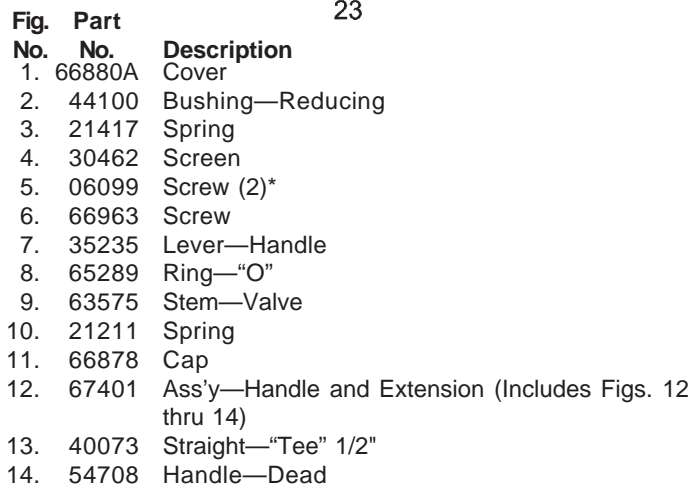 23
Fig. Part
No. No. Description
1. 66880A Cover
2. 44100 Bushing—Reducing
3. 21417 Spring
4. 30462 Screen
5. 06099 Screw (2)*
6. 66963 Screw
7. 35235 Lever—Handle
8. 65289 Ring—“O”
9. 63575 Stem—Valve
10. 21211 Spring
11. 66878 Cap
12. 67401 Ass'y—Handle and Extension (Includes Figs. 12
thru 14)
13. 40073 Straight—“Tee” 1/2"
14. 54708 Handle—Dead